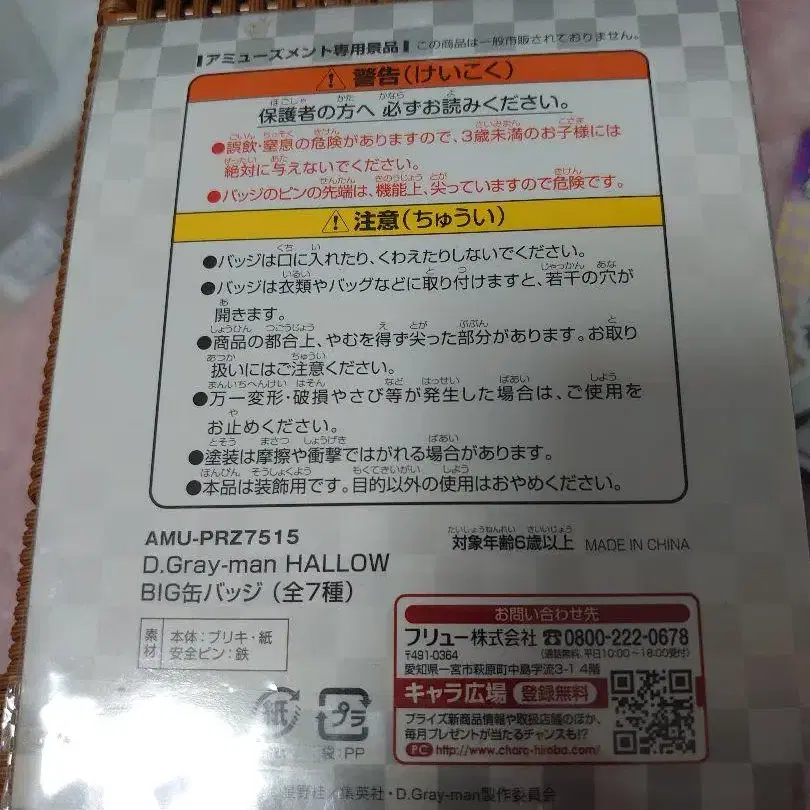 アミューズメント専用景品 この商品は一般市販されておりません。
警告(けいこく)
保護者の方へ 必ずお読みください。
●誤飲・窒息の危険がありますので、3歳未満のお子様には
絶対に与えないでください。
●バッジのピンの先端は、機能上、尖っていますので危険です。
注意(ちゅうい)
●バッジは口に入れたり、くわえたりしないでください。
●バッジは衣類やバッグなどに取り付けますと、若干の穴が
開きます。
●商品の都合上、やむを得ず尖った部分があります。お取り
扱いにはご注意ください。
●万一変形・破損やさび等が発生した場合は、ご使用を
お止めください。
●塗装は摩擦や衝撃ではがれる場合があります。
●本品は装飾用です。目的以外の使用はおやめください。
AMU-PRZ7515
対象年齢6歳以上 MADE IN CHINA
D.Gray-man HALLOW
BIG缶バッジ(全7種)
素材 本体:ブリキ・紙
安全ピン:鉄
お問い合わせ先
フリュー株式会社 ☎0800-222-0678
〒491-0364 (通話無料、平日10:00~18:00受付)
愛知県一宮市萩原町中島字流3-1 4階
キャラ広場 登録無料
プライズ新商品情報や取扱店舗のほか、
毎月プレゼントが当たるチャンスも!?
PC http://www.chara-hiroba.com/
紙 プラ
袋:PP
星野桂/集英社・D.Gray-man製作委員会